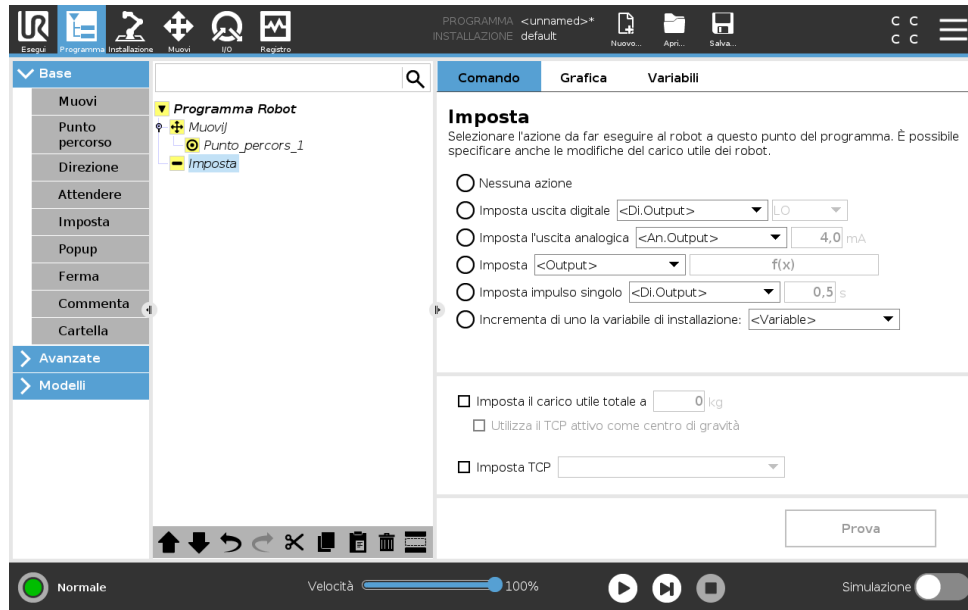 PROGRAMMA <unnamed>*
INSTALLAZIONE default
Esegui Programma Installazione Muovi I/O Registro Nuovo... Apri... Salva...
C C
C C
Base
Muovi
Punto percorso
Direzione
Attendere
Imposta
Popup
Ferma
Commenta
Cartella
Avanzate
Modelli
Programma Robot
MuoviJ
Punto_percors_1
Imposta
Comando Grafica Variabili
Imposta
Selezionare l'azione da far eseguire al robot a questo punto del programma. È possibile
specificare anche le modifiche del carico utile dei robot.
Nessuna azione
Imposta uscita digitale <Di.Output> LO
Imposta l'uscita analogica <An.Output> 4,0 mA
Imposta <Output> f(x)
Imposta impulso singolo <Di.Output> 0,5 s
Incrementa di uno la variabile di installazione: <Variable>
Imposta il carico utile totale a 0 kg
Utilizza il TCP attivo come centro di gravità
Imposta TCP
Prova
Normale Velocità 100% Simulazione